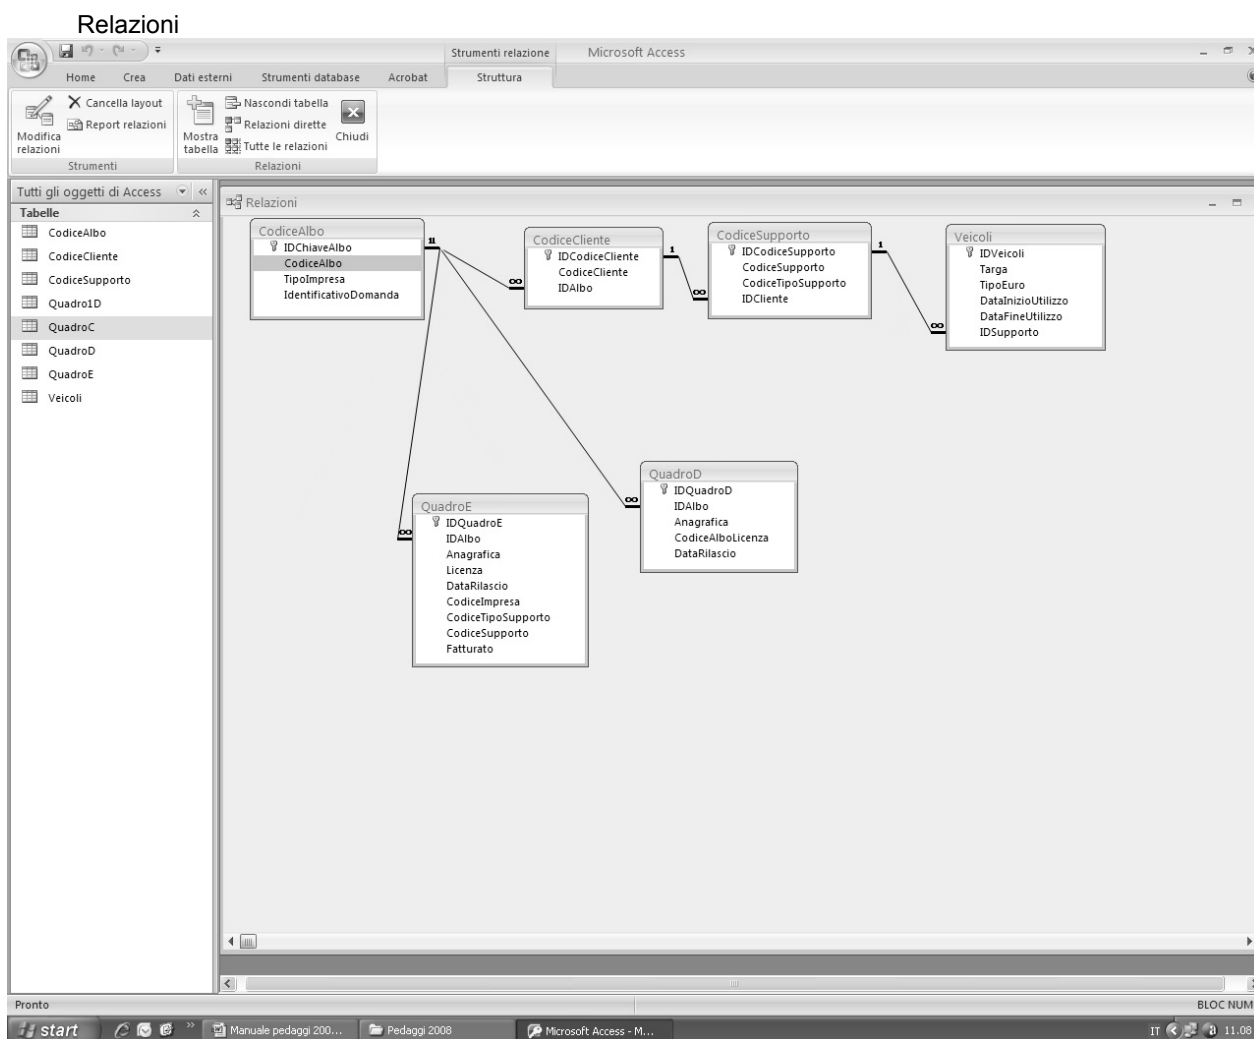 Relazioni
Strumenti relazione Microsoft Access
Home Crea Dati esterni Strumenti database Acrobat Struttura
Modifica relazioni
Cancella layout
Report relazioni
Strumenti
Mostra tabella
Nascondi tabella
Relazioni dirette
Tutte le relazioni
Chiudi
Relazioni
Tutti gli oggetti di Access
Tabelle
CodiceAlbo
CodiceCliente
CodiceSupporto
Quadro1D
QuadroC
QuadroD
QuadroE
Veicoli
Relazioni
CodiceAlbo
IDChiaveAlbo
CodiceAlbo
TipoImpresa
IdentificativoDomanda
1
∞
CodiceCliente
IDCodiceCliente
CodiceCliente
IDAlbo
1
∞
CodiceSupporto
IDCodiceSupporto
CodiceSupporto
CodiceTipoSupporto
IDCliente
1
∞
Veicoli
IDVeicoli
Targa
TipoEuro
DataInizioUtilizzo
DataFineUtilizzo
IDSupporto
∞
QuadroE
IDQuadroE
IDAlbo
Anagrafica
Licenza
DataRilascio
CodiceImpresa
CodiceTipoSupporto
CodiceSupporto
Fatturato
∞
QuadroD
IDQuadroD
IDAlbo
Anagrafica
CodiceAlboLicenza
DataRilascio
Pronto
BLOC NUM
start
Manuale pedaggi 200...
Pedaggi 2008
Microsoft Access - M...
IT
11.08